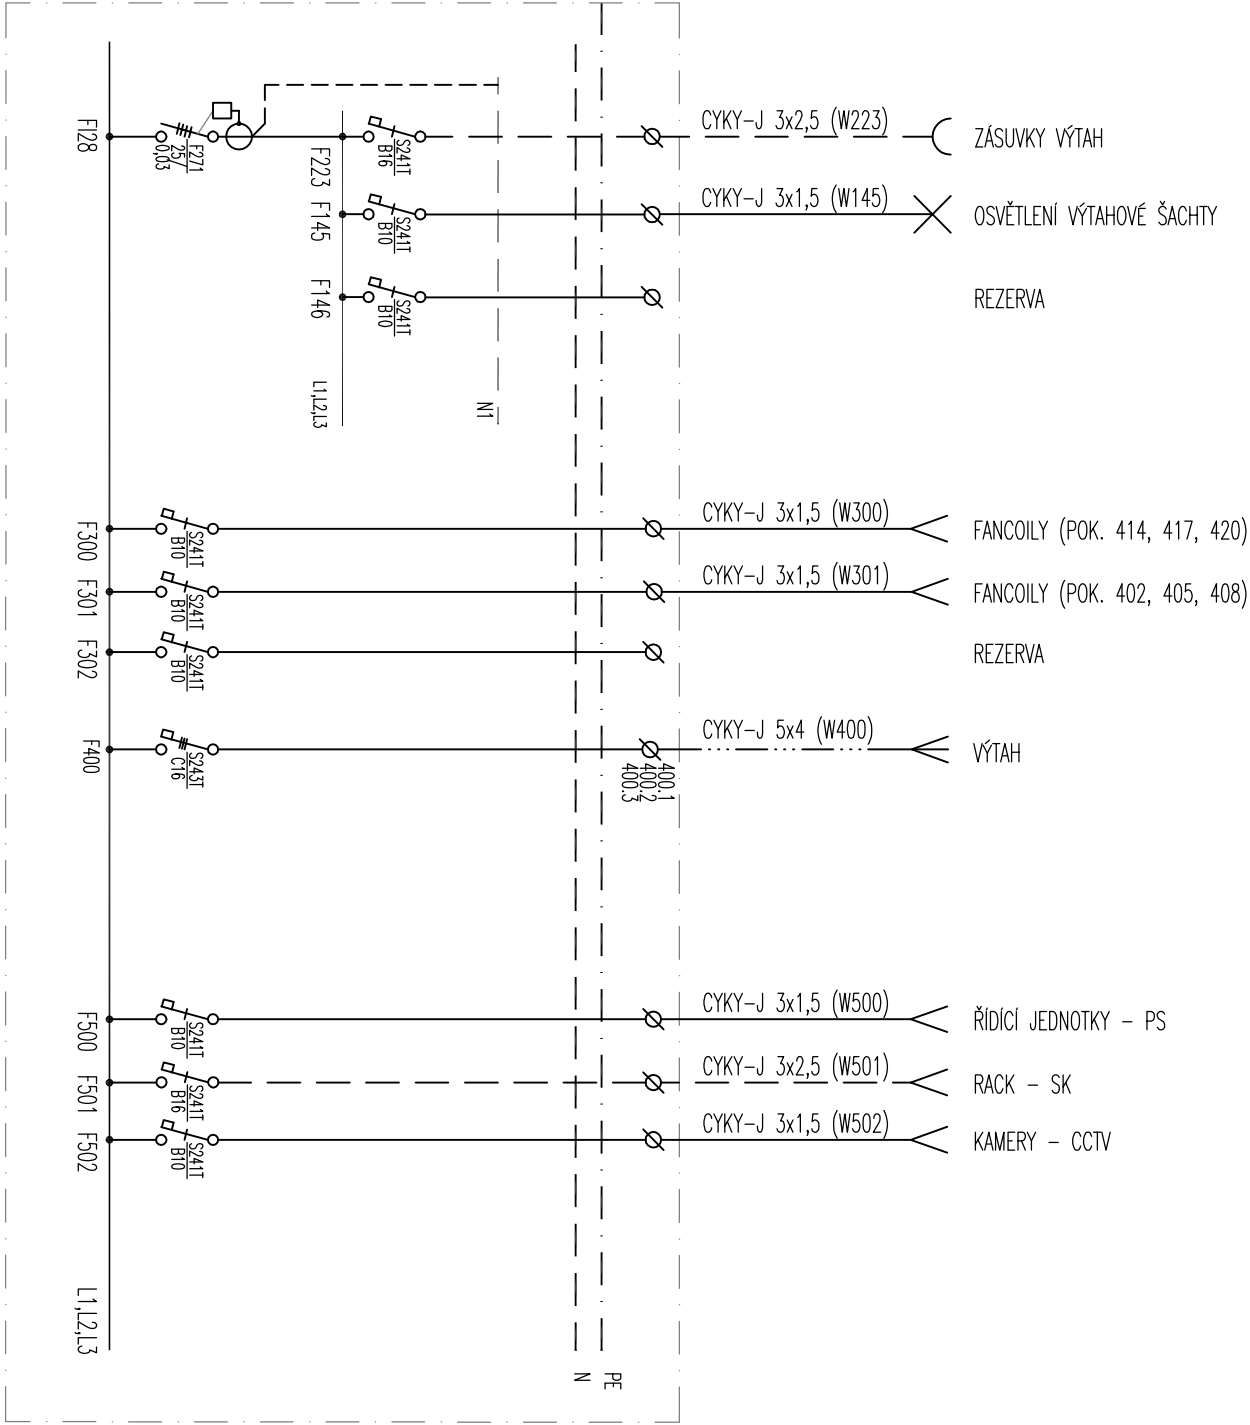 FI28
F271
25/
0,03
F223
S241T
B16
CYKY-J 3x2,5 (W223)
ZÁSUVKY VÝTAH
F145
S241T
B10
CYKY-J 3x1,5 (W145)
OSVĚTLENÍ VÝTAHOVÉ ŠACHTY
F146
S241T
B10
REZERVA
L1,L2,L3
N1
F300
S241T
B10
CYKY-J 3x1,5 (W300)
FANCOILY (POK. 414, 417, 420)
F301
S241T
B10
CYKY-J 3x1,5 (W301)
FANCOILY (POK. 402, 405, 408)
F302
S241T
B10
REZERVA
F400
S243T
C16
400.1
400.2
400.3
CYKY-J 5x4 (W400)
VÝTAH
F500
S241T
B10
CYKY-J 3x1,5 (W500)
ŘÍDÍCÍ JEDNOTKY - PS
F501
S241T
B16
CYKY-J 3x2,5 (W501)
RACK - SK
F502
S241T
B10
CYKY-J 3x1,5 (W502)
KAMERY - CCTV
L1,L2,L3
N
PE